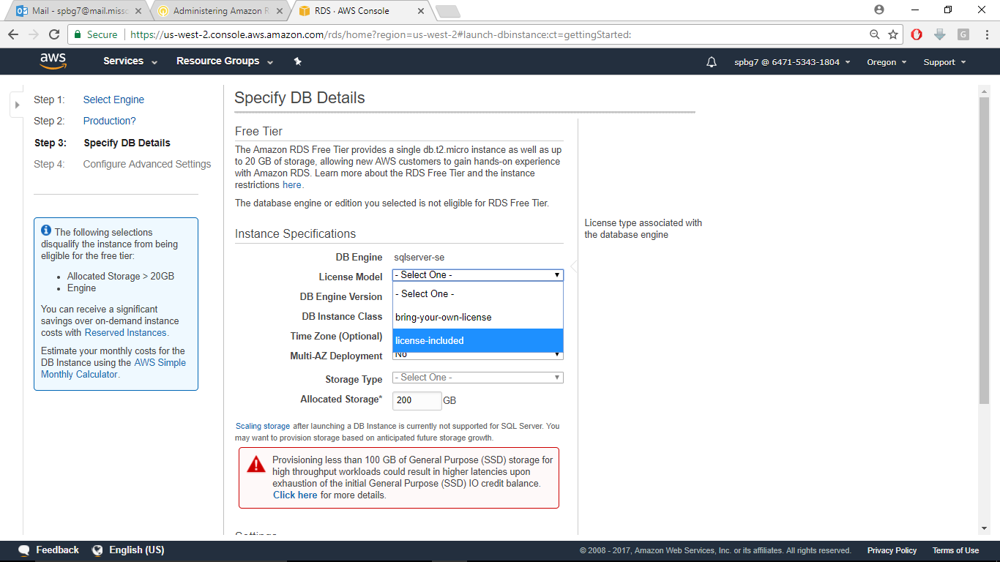 Mail - spbg7@mail.miss
Administering Amazon R
RDS · AWS Console
Secure
https://us-west-2.console.aws.amazon.com/rds/home?region=us-west-2#launch-dbinstance:ct=gettingStarted:
G
aws
Services
Resource Groups
spbg7 @ 6471-5343-1804
Oregon
Support
Step 1: Select Engine
Step 2: Production?
Step 3: Specify DB Details
Step 4: Configure Advanced Settings
The following selections
disqualify the instance from being
eligible for the free tier:
• Allocated Storage > 20GB
• Engine
You can receive a significant
savings over on-demand instance
costs with Reserved Instances.
Estimate your monthly costs for the
DB Instance using the AWS Simple
Monthly Calculator.
Specify DB Details
Free Tier
The Amazon RDS Free Tier provides a single db.t2.micro instance as well as up
to 20 GB of storage, allowing new AWS customers to gain hands-on experience
with Amazon RDS. Learn more about the RDS Free Tier and the instance
restrictions here.
The database engine or edition you selected is not eligible for RDS Free Tier.
Instance Specifications
DB Engine sqlserver-se
License Model - Select One -
- Select One -
DB Engine Version
bring-your-own-license
DB Instance Class
license-included
Time Zone (Optional)
Multi-AZ Deployment No
Storage Type - Select One -
Allocated Storage* 200 GB
Scaling storage after launching a DB Instance is currently not supported for SQL Server. You
may want to provision storage based on anticipated future storage growth.
Provisioning less than 100 GB of General Purpose (SSD) storage for
high throughput workloads could result in higher latencies upon
exhaustion of the initial General Purpose (SSD) IO credit balance.
Click here for more details.
Settings
License type associated with
the database engine
Feedback
English (US)
© 2008 - 2017, Amazon Web Services, Inc. or its affiliates. All rights reserved.
Privacy Policy
Terms of Use